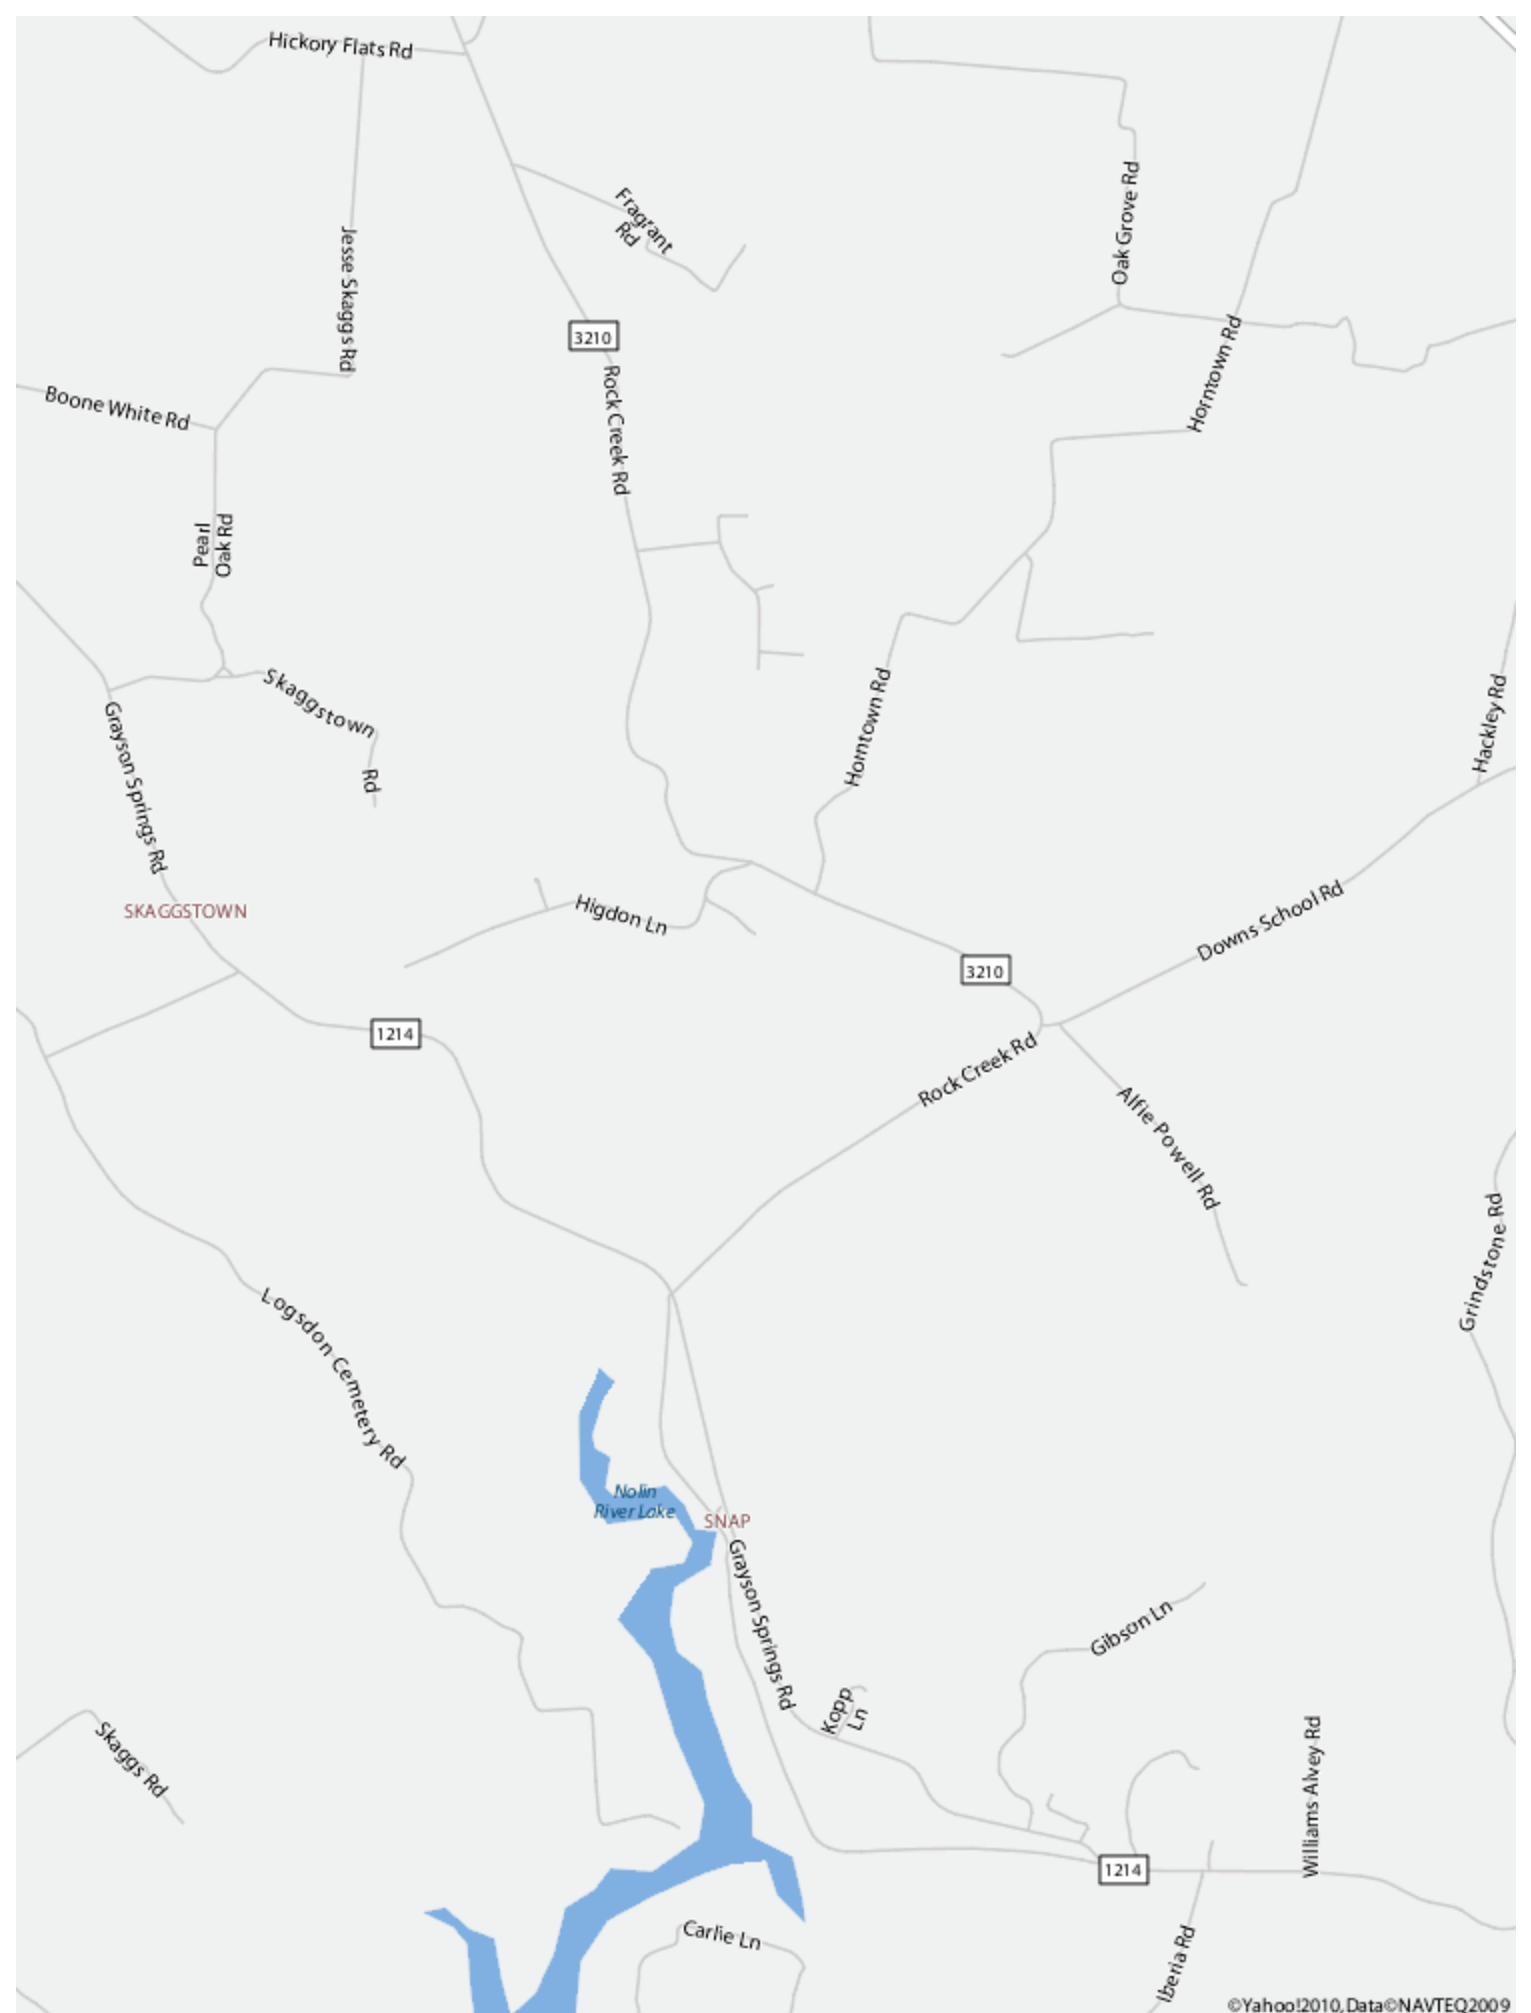 Hickory Flats Rd
Fragrant
Rd
Oak Grove Rd
Jesse Skaggs Rd
3210
Horntown Rd
Boone White Rd
Rock Creek Rd
Pearl
Oak Rd
Skaggstown
Rd
Horntown Rd
Hackley Rd
Grayson Springs Rd
SKAGGSTOWN
Higdon Ln
Downs School Rd
3210
1214
Rock Creek Rd
Alfie Powell Rd
Grindstone Rd
Logsdon Cemetery Rd
Nolin
River Lake
SNAP
Grayson Springs Rd
Gibson Ln
Kopp
Ln
Skaggs Rd
Williams Alvey Rd
1214
Carlie Ln
Iberia Rd
©Yahoo!2010, Data©NAVTEQ2009